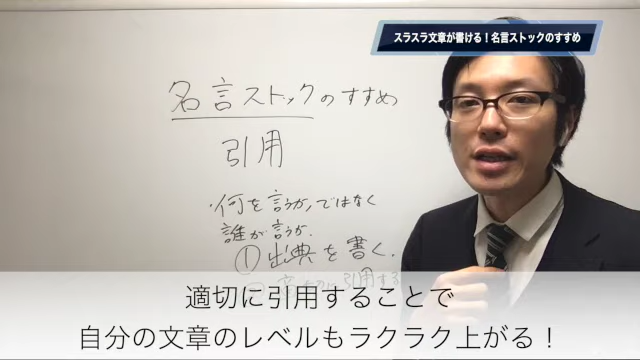 スラスラ文章が書ける！名言ストックのすすめ
名言ストックのすすめ
引用
・何を言うか、ではなく
誰が言うか.
①出典を書く.
引用する
適切に引用することで
自分の文章のレベルもラクラク上がる！